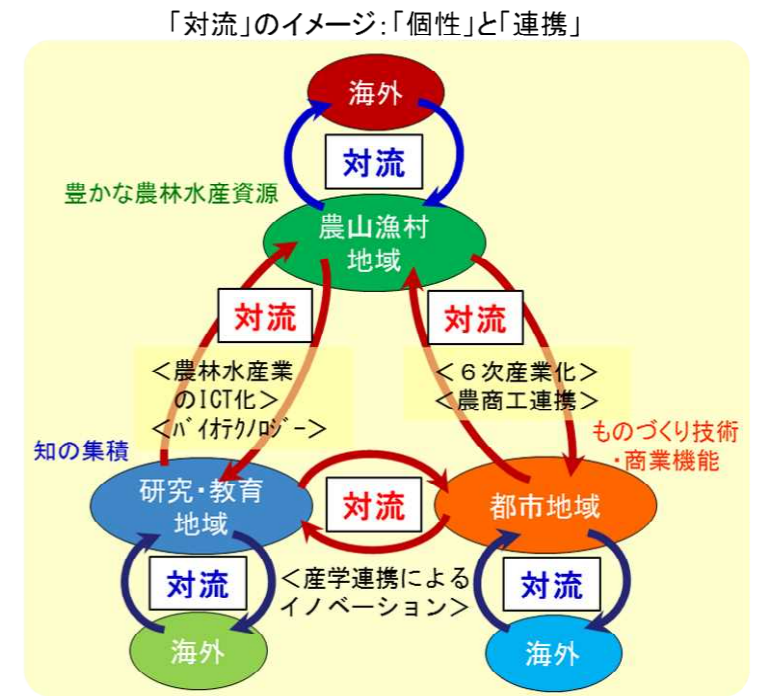 「対流」のイメージ：「個性」と「連携」
海外
対流
豊かな農林水産資源
農山漁村
地域
対流
対流
＜農林水産業
のICT化＞
＜ﾊﾞｲｵﾃｸﾉﾛｼﾞｰ＞
＜６次産業化＞
＜農商工連携＞
知の集積
ものづくり技術
・商業機能
研究・教育
地域
対流
都市地域
対流
＜産学連携による
イノベーション＞
対流
海外
海外